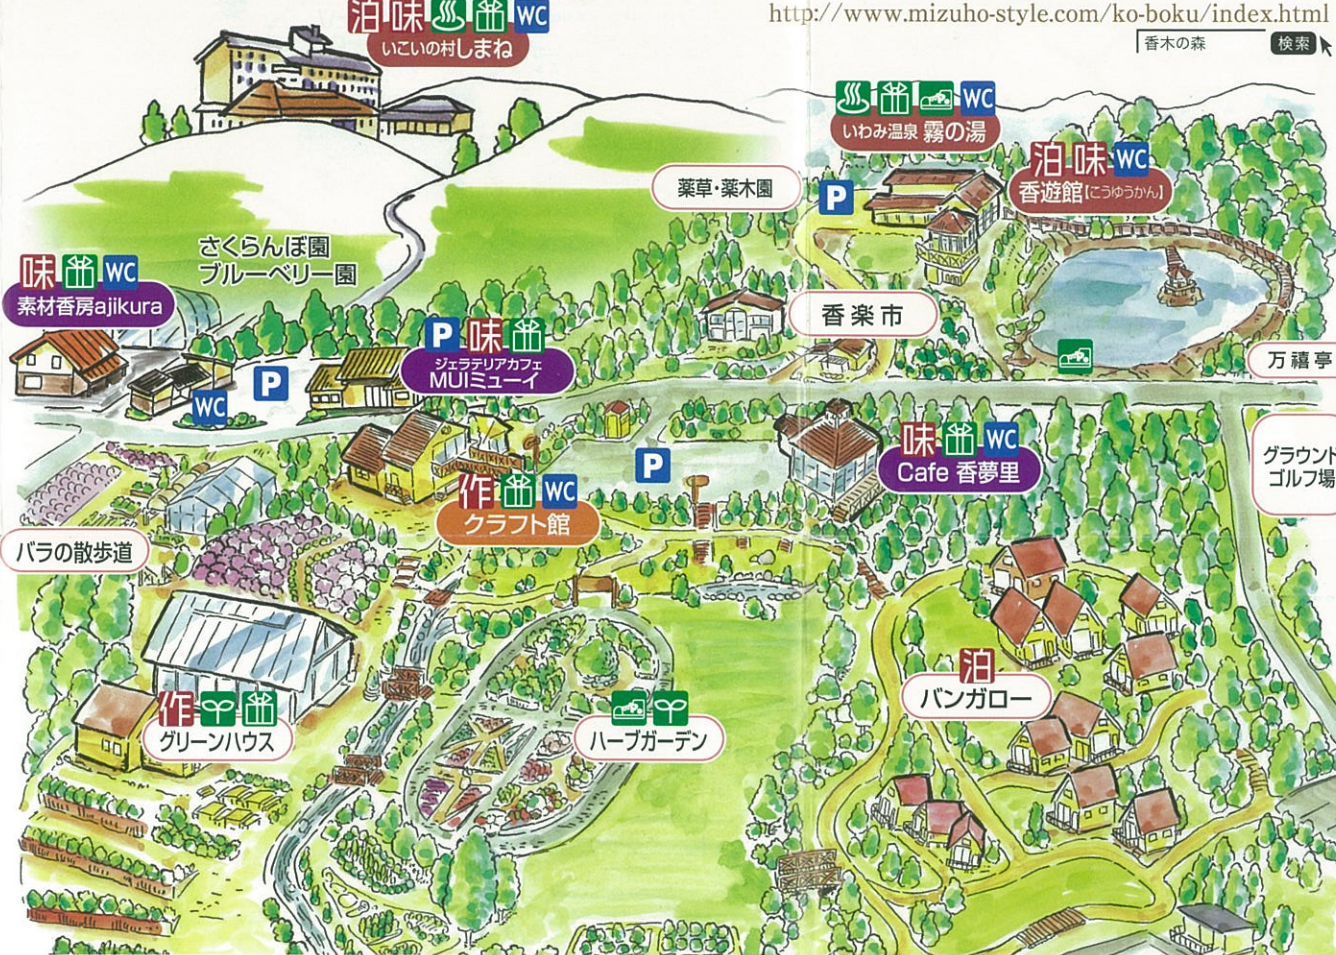 http://www.mizuho-style.com/ko-boku/index.html
香木の森 検索
泊 味 WC
いこいの村しまね
WC
いわみ温泉 霧の湯
泊 味 WC
香遊館【こうゆうかん】
薬草・薬木園
P
さくらんぼ園
ブルーベリー園
味 WC
素材香房ajikura
香楽市
P 味
ジェラテリアカフェ
MUIミューイ
万禧亭
P
WC
味 WC
Cafe 香夢里
P
グラウンド
ゴルフ場
作 WC
クラフト館
バラの散歩道
泊
バンガロー
作
グリーンハウス
ハーブガーデン